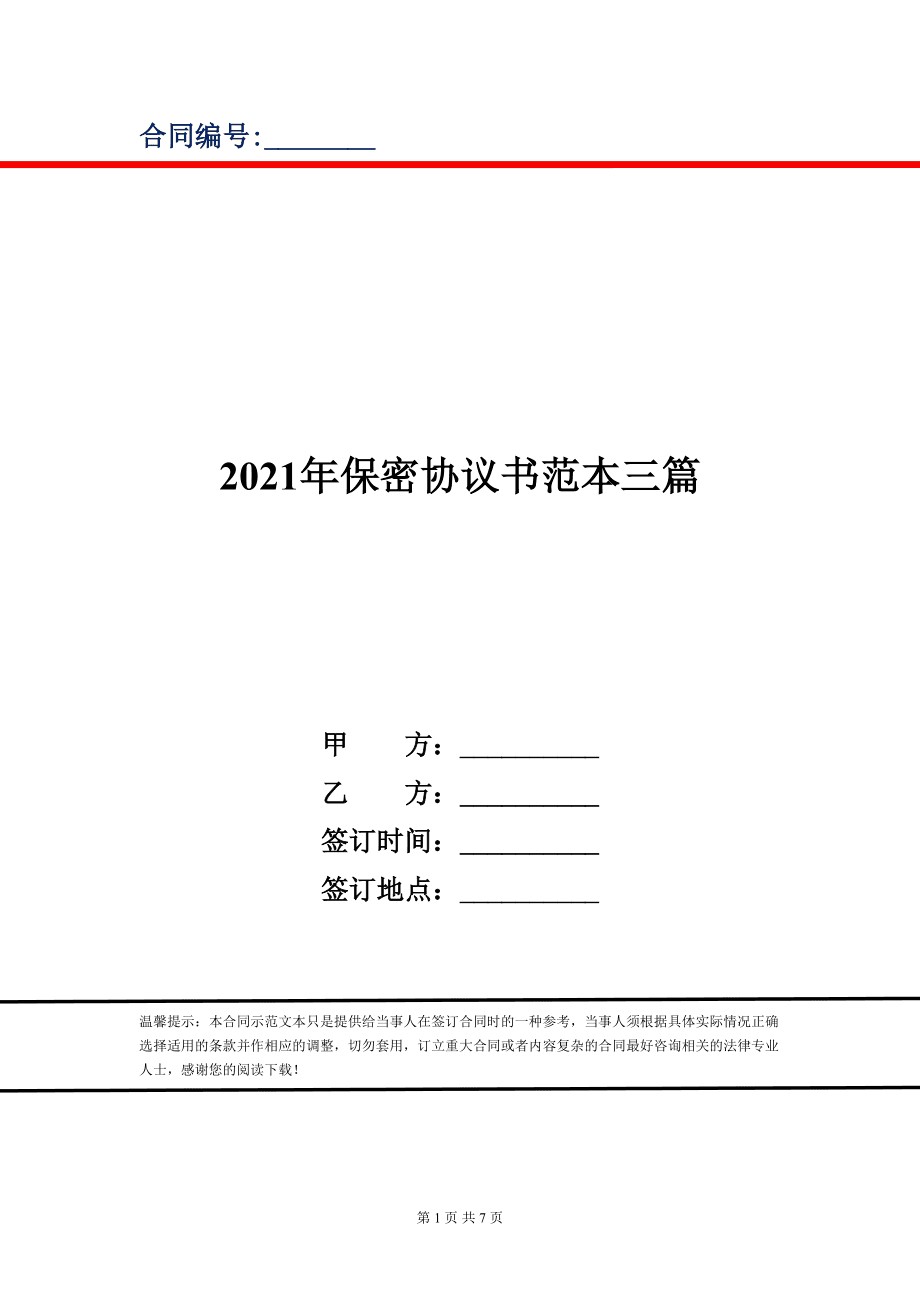 合同编号:________
2021年保密协议书范本三篇
甲　　方：__________
乙　　方：__________
签订时间：__________
签订地点：__________
温馨提示：本合同示范文本只是提供给当事人在签订合同时的一种参考，当事人须根据具体实际情况正确
选择适用的条款并作相应的调整，切勿套用，订立重大合同或者内容复杂的合同最好咨询相关的法律专业
人士，感谢您的阅读下载！
第 1 页 共 7 页